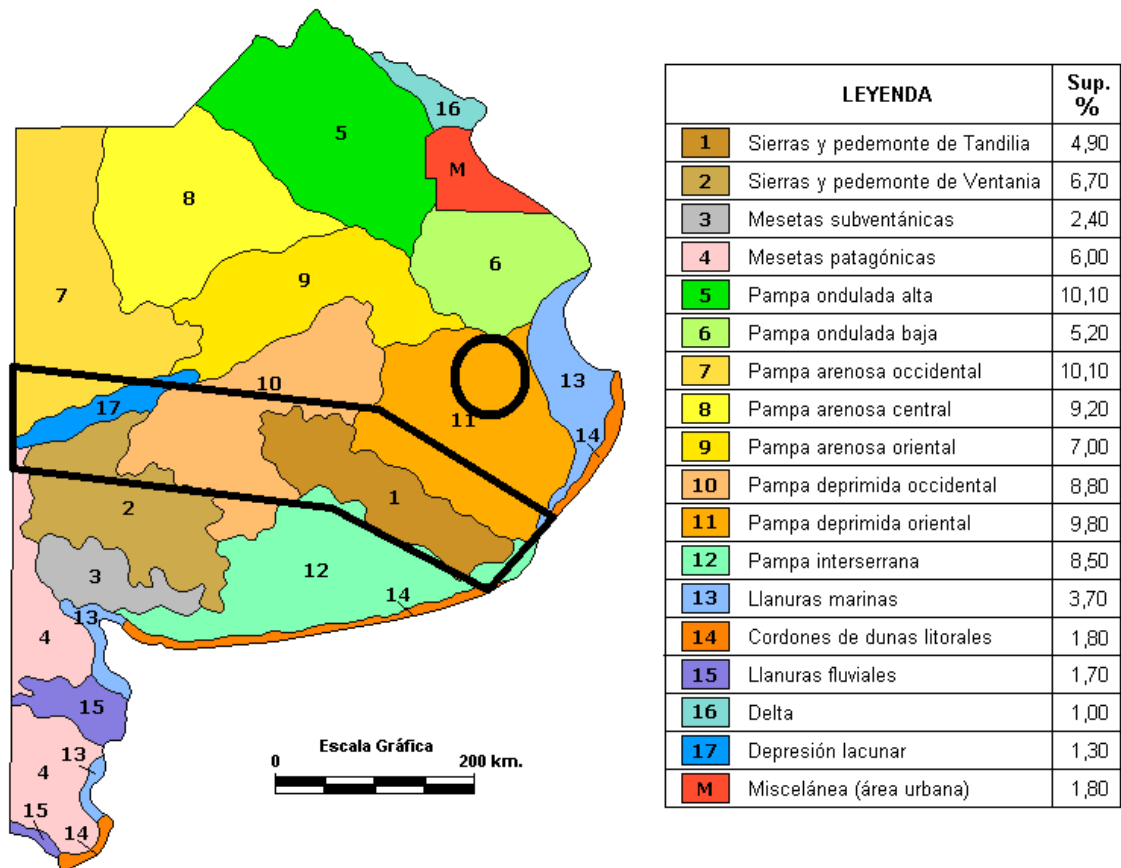 16
5
M
8
6
9
7
13
10
17
11
14
1
2
12
3
14
13
4
15
13
4
15
14
Escala Gráfica
0 200 km.
LEYENDA Sup. %
1 Sierras y pedemonte de Tandilia 4,90
2 Sierras y pedemonte de Ventania 6,70
3 Mesetas subventánicas 2,40
4 Mesetas patagónicas 6,00
5 Pampa ondulada alta 10,10
6 Pampa ondulada baja 5,20
7 Pampa arenosa occidental 10,10
8 Pampa arenosa central 9,20
9 Pampa arenosa oriental 7,00
10 Pampa deprimida occidental 8,80
11 Pampa deprimida oriental 9,80
12 Pampa interserrana 8,50
13 Llanuras marinas 3,70
14 Cordones de dunas litorales 1,80
15 Llanuras fluviales 1,70
16 Delta 1,00
17 Depresión lacunar 1,30
M Miscelánea (área urbana) 1,80